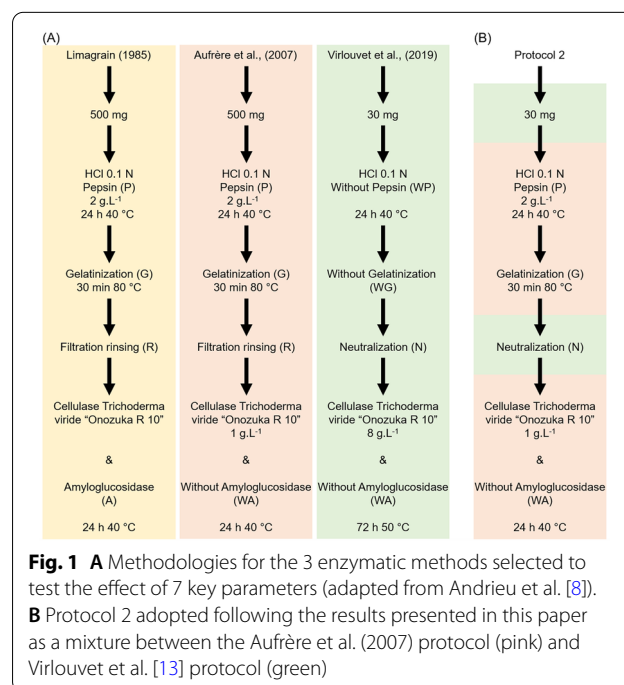 (A)
Limagrain (1985)
500 mg
HCl 0.1 N
Pepsin (P)
2 g.L⁻¹
24 h 40 °C
Gelatinization (G)
30 min 80 °C
Filtration rinsing (R)
Cellulase Trichoderma
viride “Onozuka R 10”
&
Amyloglucosidase
(A)
24 h 40 °C
Aufrère et al., (2007)
500 mg
HCl 0.1 N
Pepsin (P)
2 g.L⁻¹
24 h 40 °C
Gelatinization (G)
30 min 80 °C
Filtration rinsing (R)
Cellulase Trichoderma
viride “Onozuka R 10”
1 g.L⁻¹
&
Without Amyloglucosidase
(WA)
24 h 40 °C
Virlouvet et al., (2019)
30 mg
HCl 0.1 N
Without Pepsin (WP)
24 h 40 °C
Without Gelatinization
(WG)
Neutralization (N)
Cellulase Trichoderma
viride “Onozuka R 10”
8 g.L⁻¹
&
Without Amyloglucosidase
(WA)
72 h 50 °C
(B)
Protocol 2
30 mg
HCl 0.1 N
Pepsin (P)
2 g.L⁻¹
24 h 40 °C
Gelatinization (G)
30 min 80 °C
Neutralization (N)
Cellulase Trichoderma
viride “Onozuka R 10”
1 g.L⁻¹
&
Without Amyloglucosidase
(WA)
24 h 40 °C
Fig. 1 A Methodologies for the 3 enzymatic methods selected to
test the effect of 7 key parameters (adapted from Andrieu et al. [8]).
B Protocol 2 adopted following the results presented in this paper
as a mixture between the Aufrère et al. (2007) protocol (pink) and
Virlouvet et al. [13] protocol (green)